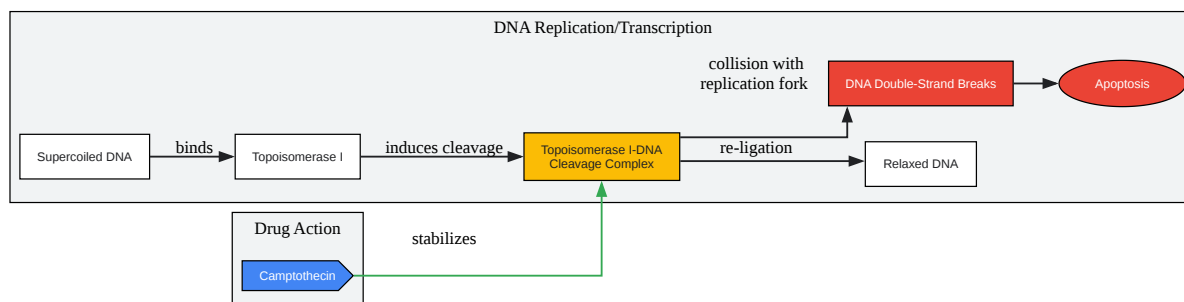 DNA Replication/Transcription
collision with
replication fork
DNA Double-Strand Breaks
Apoptosis
Supercoiled DNA
binds
Topoisomerase I
induces cleavage
Topoisomerase I-DNA
Cleavage Complex
re-ligation
Relaxed DNA
Drug Action
stabilizes
Camptothecin